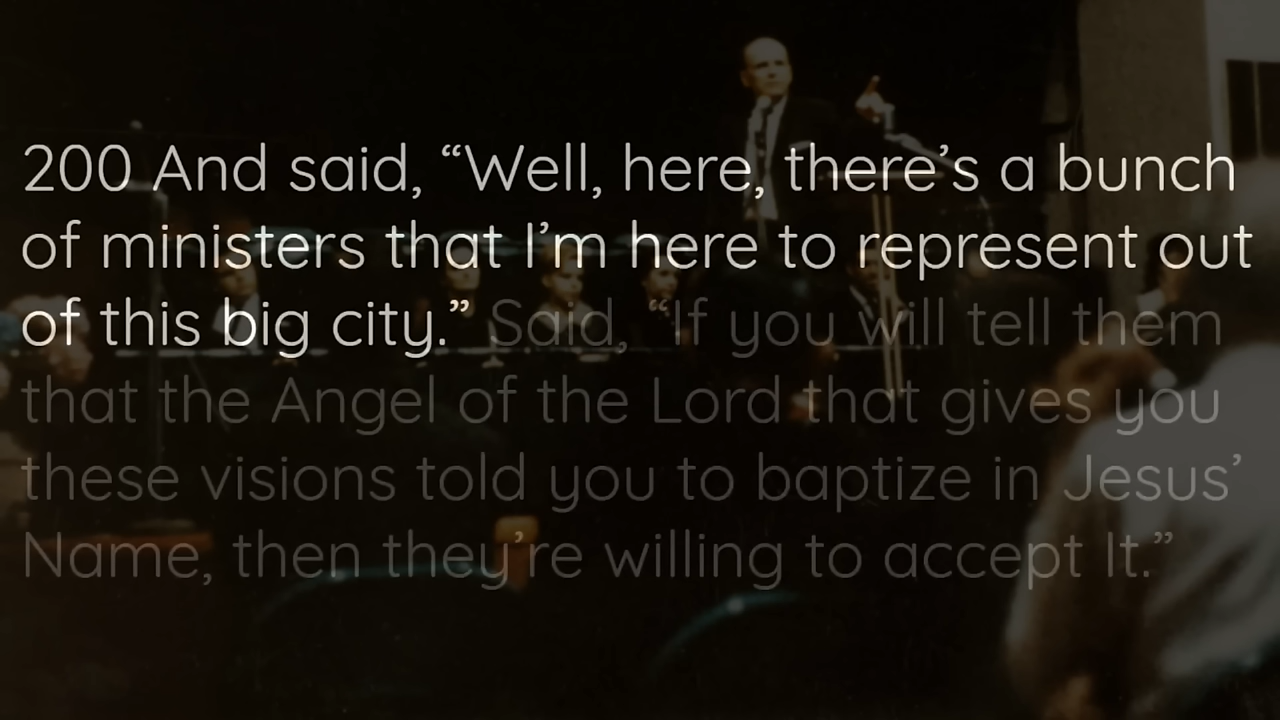 200 And said, “Well, here, there’s a bunch
of ministers that I’m here to represent out
of this big city.” Said, “If you will tell them
that the Angel of the Lord that gives you
these visions told you to baptize in Jesus’
Name, then they’re willing to accept It.”